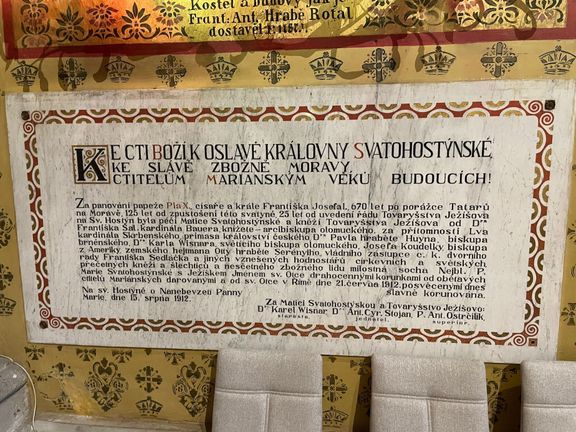 Kostel a budovy jak je
Frant. Ant. Hrabě Rotal
dostavěl
KE CTI BOŽÍ K OSLAVĚ KRÁLOVNY SVATOHOSTÝNSKÉ,
KE SLÁVĚ ZBOŽNÉ MORAVY,
CTITELŮM MARIANSKÝM VĚKŮ BUDOUCÍCH!
Za panování papeže Pia X., císaře a krále Františka Josefa I., 670 let po porážce Tatarů
na Moravě, 125 let od zpustošení této svatyně, 25 let od uvedení řádu Tovaryšstva Ježíšova
na Sv. Hostýn byla péčí Matice Svatohostýnské a kněží Tovaryšstva Ježíšova od Dra
Františka Sal. kardinála Bauera knížete – arcibiskupa olomuckého, za přítomnosti Lva
kardinála Skrbenského, primasa království českého Dra Pavla Hraběte Huyna, biskupa
brněnského, Dra Karla Wisnara, světícího biskupa olomuckého, Josefa Koudelky, biskupa
z Ameriky, zemského hejtmana Oty hraběte Serényiho, vládního zástupce c. k. dvorního
rady Františka Sedláčka a jiných vznešených hodnostářů církevních a světských
přečetných kněží a šlechticů a nesčetného zbožného lidu milostná socha Nejbl. P.
Marie Svatohostýnské s Ježíškem Jménem sv. Otce drahocennými korunkami od obětavých
ctitelů Mariánských darovanými a od sv. Otce v Římě dne 21. června 1912. posvěcenými dnes
slavně korunována.
Na sv. Hostýně o Nanebevzetí Panny
Marie, dne 15. srpna 1912.
Za Matici Svatohostýnskou a Tovaryšstvo Ježíšovo:
Dr Karel Wisnar, Dr Ant. Cyr. Stojan, P. Ant. Ostrčilík
starosta. jednatel. superior.